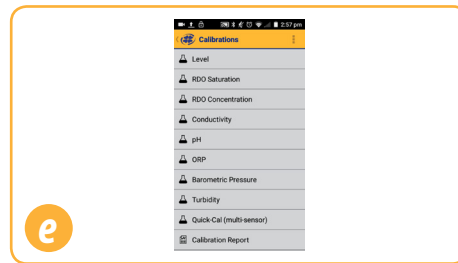 2:57 pm
Calibrations
Level
RDO Saturation
RDO Concentration
Conductivity
pH
ORP
Barometric Pressure
Turbidity
Quick-Cal (multi-sensor)
Calibration Report
e